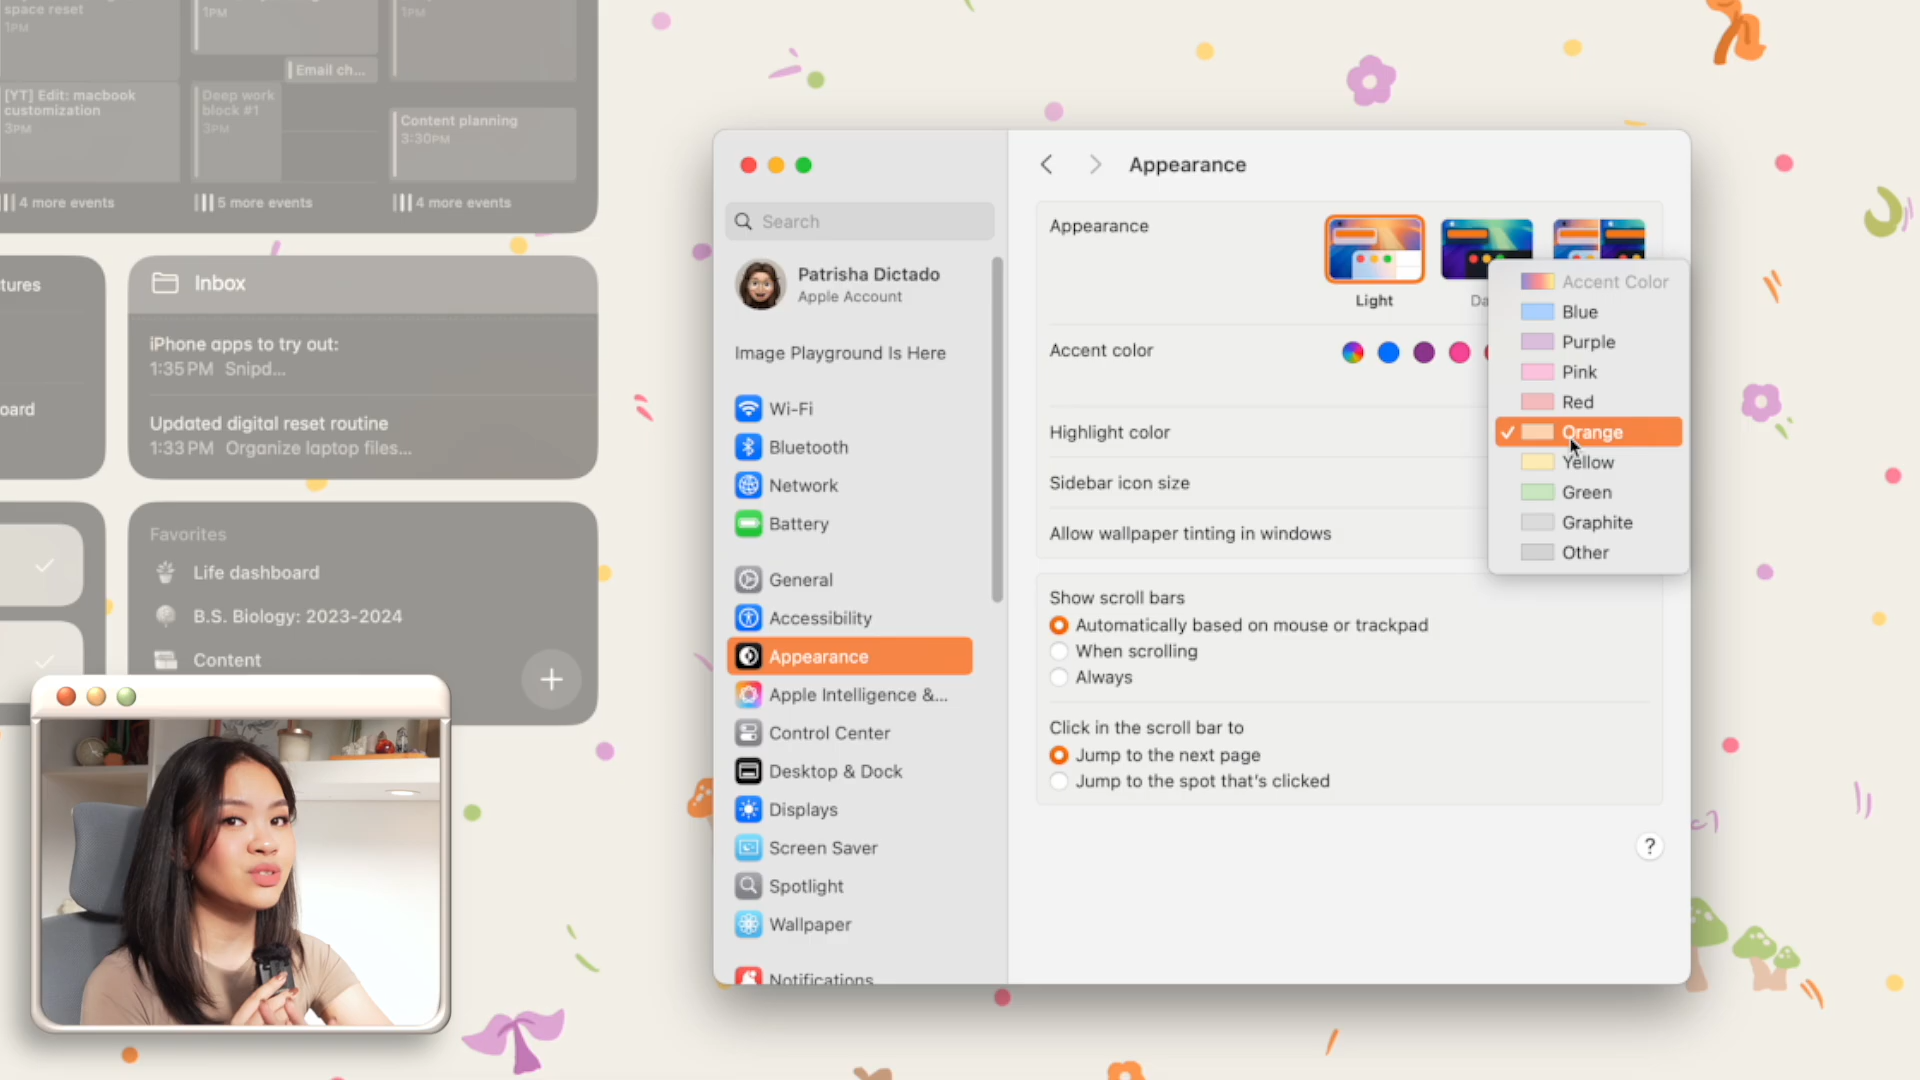 space reset
1PM
1PM
1PM
Email ch...
[YT] Edit: macbook
customization
3PM
Deep work
block #1
3PM
Content planning
3:30PM
4 more events
5 more events
4 more events
tures
oard
Inbox
iPhone apps to try out:
1:35 PM Snipd...
Updated digital reset routine
1:33 PM Organize laptop files...
Favorites
Life dashboard
B.S. Biology: 2023-2024
Content
+
Search
Patrisha Dictado
Apple Account
Image Playground Is Here
Wi-Fi
Bluetooth
Network
Battery
General
Accessibility
Appearance
Apple Intelligence &...
Control Center
Desktop & Dock
Displays
Screen Saver
Spotlight
Wallpaper
Notifications
Appearance
Appearance
Light
Da
Accent color
Highlight color
Sidebar icon size
Allow wallpaper tinting in windows
Accent Color
Blue
Purple
Pink
Red
Orange
Yellow
Green
Graphite
Other
Show scroll bars
Automatically based on mouse or trackpad
When scrolling
Always
Click in the scroll bar to
Jump to the next page
Jump to the spot that's clicked
?